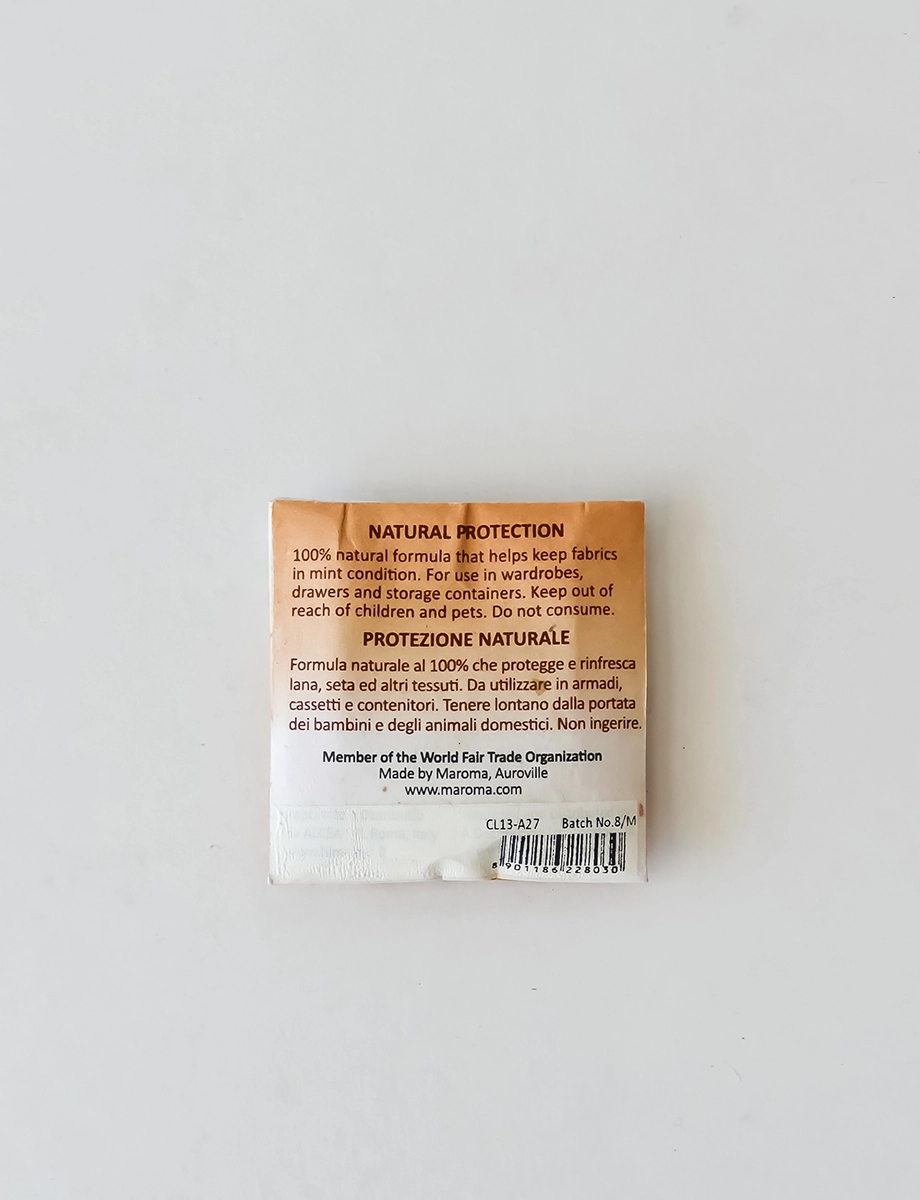 NATURAL PROTECTION
100% natural formula that helps keep fabrics
in mint condition. For use in wardrobes,
drawers and storage containers. Keep out of
reach of children and pets. Do not consume.
PROTEZIONE NATURALE
Formula naturale al 100% che protegge e rinfresca
lana, seta ed altri tessuti. Da utilizzare in armadi,
cassetti e contenitori. Tenere lontano dalla portata
dei bambini e degli animali domestici. Non ingerire.
Member of the World Fair Trade Organization
Made by Maroma, Auroville
www.maroma.com
CL13-A27 Batch No.8/M
8 901186 228030